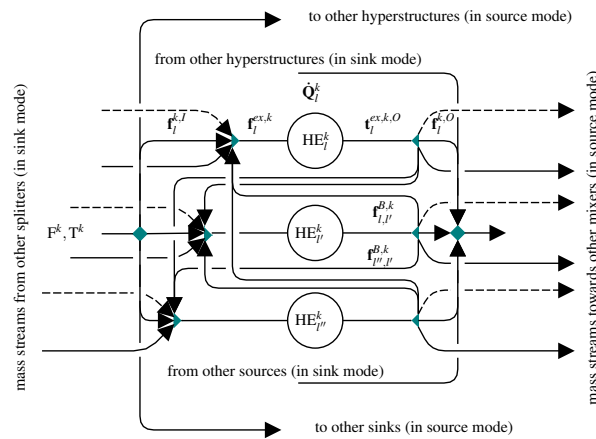 to other hyperstructures (in source mode)
from other hyperstructures (in sink mode)
Q̇_l^k
f_l^{k,I}
f_l^{ex,k}
HE_l^k
t_l^{ex,k,O}
f_l^{k,O}
mass streams from other splitters (in sink mode)
F^k, T^k
HE_{l'}^k
f_{l,l'}^{B,k}
f_{l'',l'}^{B,k}
HE_{l''}^k
mass streams towards other mixers (in source mode)
from other sources (in sink mode)
to other sinks (in source mode)